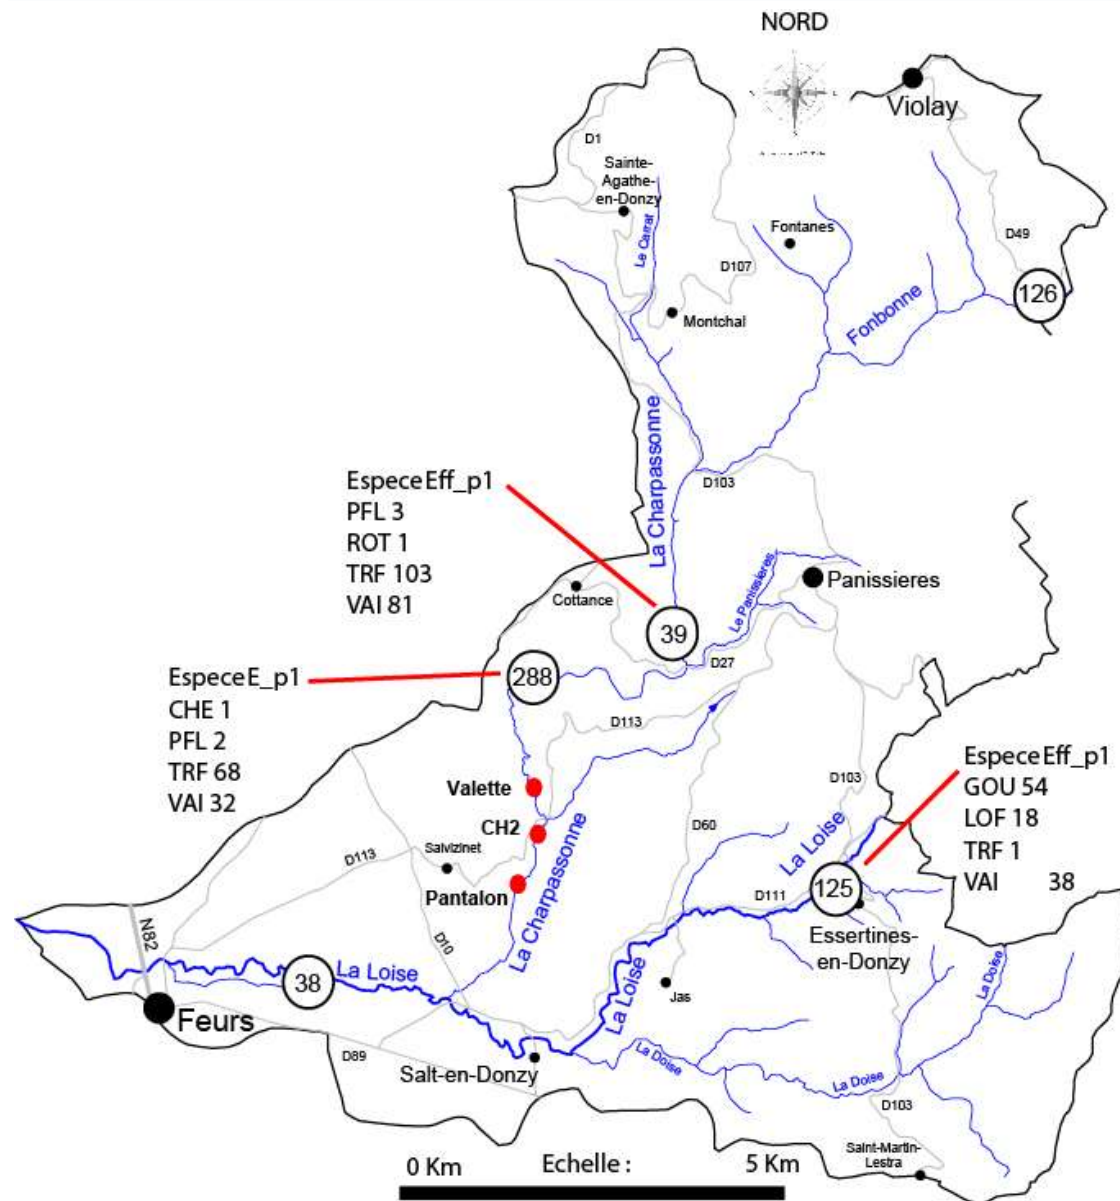 NORD
Violay
D1
Sainte-
Agathe-
en-Donzy
Le Carrat
Fontanes
D49
D107
126
Montchal
Fonbonne
La Charpassonne
Espece Eff_p1
PFL 3
ROT 1
TRF 103
VAI 81
D103
Panissieres
Le Panissieres
Cottance
39
D27
Espece E_p1
CHE 1
PFL 2
TRF 68
VAI 32
288
D113
Valette
CH2
Salvizinet
D113
Pantalon
La Charpassonne
D60
D103
Espece Eff_p1
GOU 54
LOF 18
TRF 1
VAI 38
La Loise
D111
125
Essertines-
en-Donzy
N82
D10
La Loise
38
La Loise
Jas
La Doise
Feurs
D89
Salt-en-Donzy
La Doise
La Doise
D103
Saint-Martin-
Lestra
0 Km Echelle : 5 Km